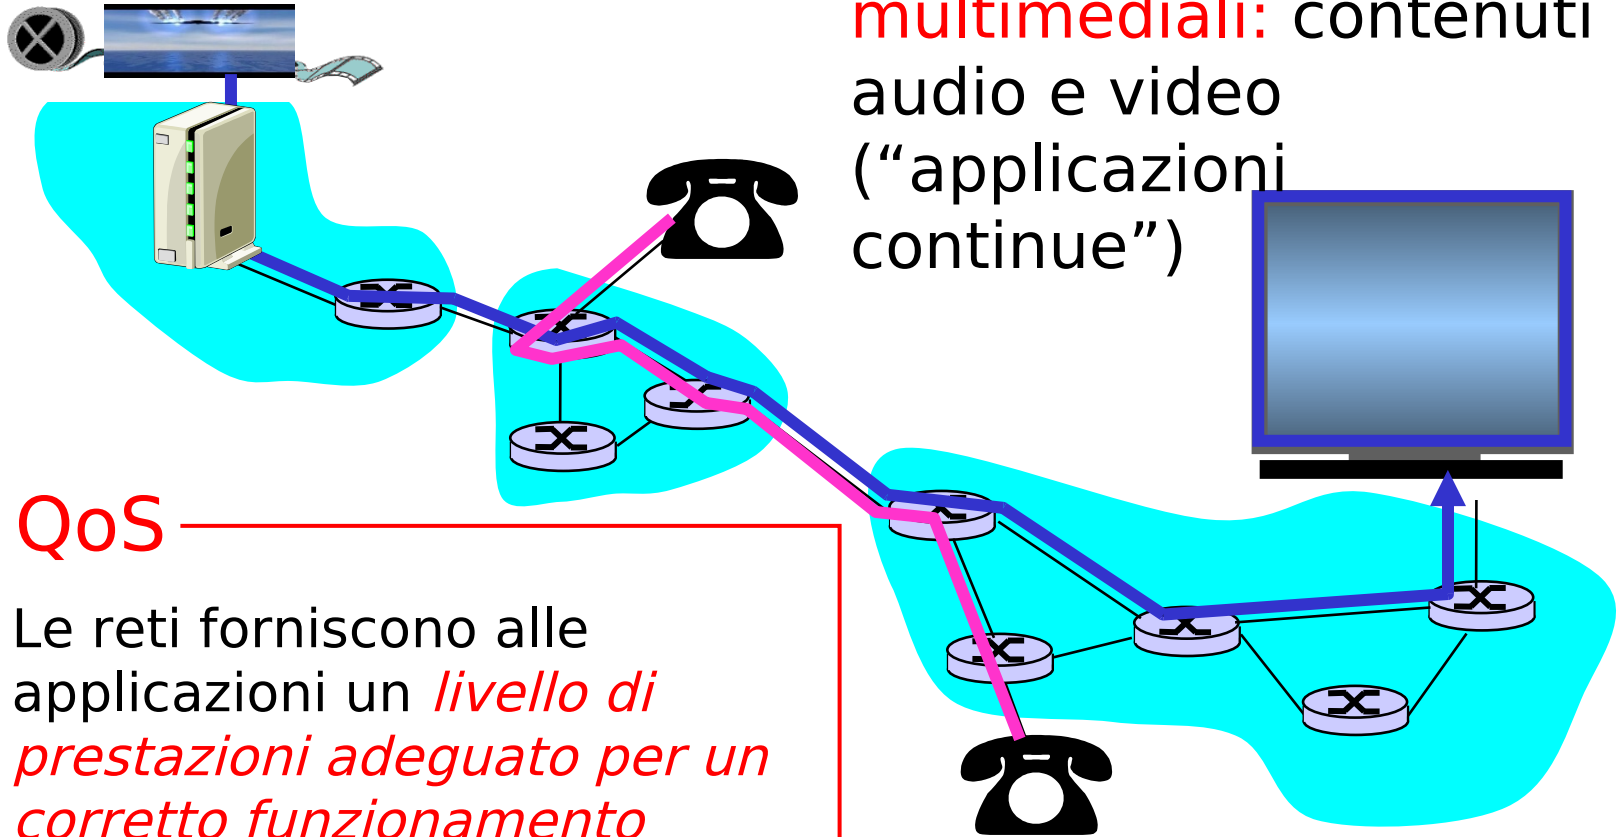 multimediali: contenuti
audio e video
(“applicazioni
continue”)
QoS
Le reti forniscono alle
applicazioni un livello di
prestazioni adeguato per un
corretto funzionamento